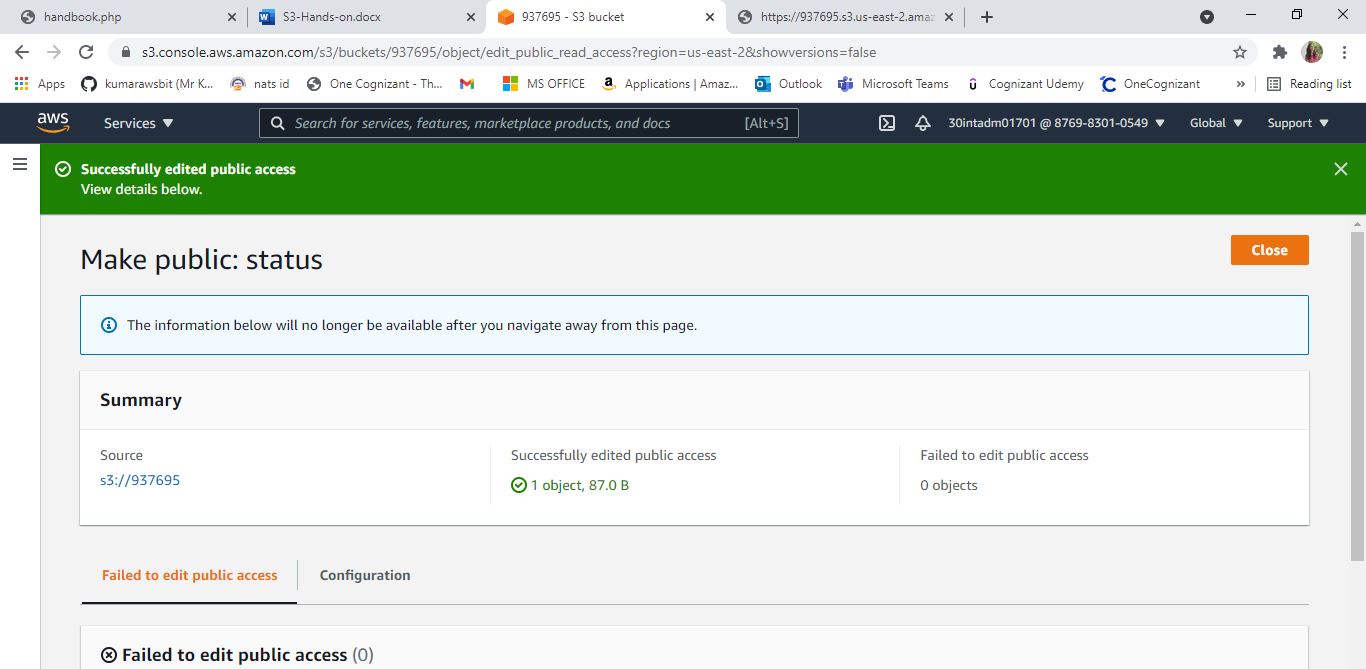 handbook.php
S3-Hands-on.docx
937695 - S3 bucket
https://937695.s3.us-east-2.amaz
s3.console.aws.amazon.com/s3/buckets/937695/object/edit_public_read_access?region=us-east-2&showversions=false
Apps
kumarawsbit (Mr K...
nats id
One Cognizant - Th...
MS OFFICE
Applications | Amaz...
Outlook
Microsoft Teams
Cognizant Udemy
OneCognizant
»
Reading list
aws
Services
Search for services, features, marketplace products, and docs
[Alt+S]
30intadm01701 @ 8769-8301-0549
Global
Support
Successfully edited public access
View details below.
Make public: status
Close
The information below will no longer be available after you navigate away from this page.
Summary
Source
s3://937695
Successfully edited public access
1 object, 87.0 B
Failed to edit public access
0 objects
Failed to edit public access
Configuration
Failed to edit public access (0)